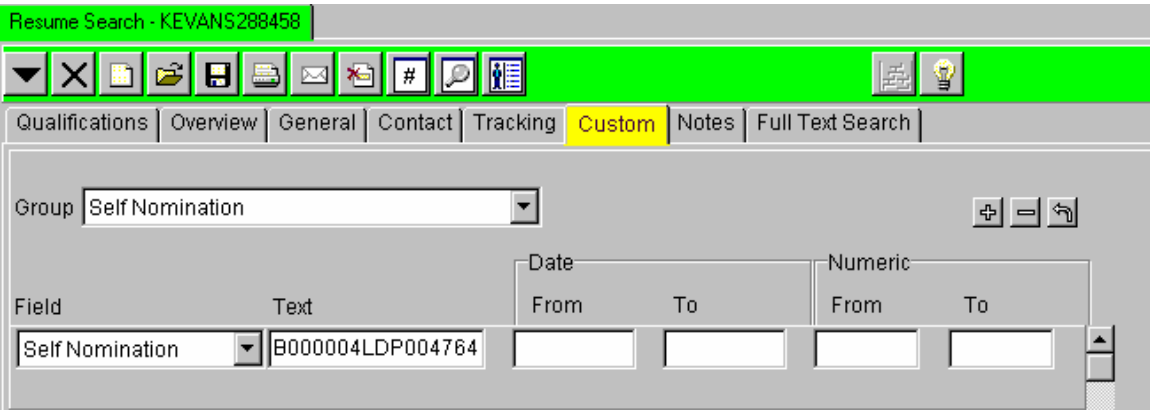 Resume Search - KEVANS288458
#
Qualifications Overview General Contact Tracking Custom Notes Full Text Search
Group Self Nomination
Date Numeric
Field Text From To From To
Self Nomination B000004LDP004764